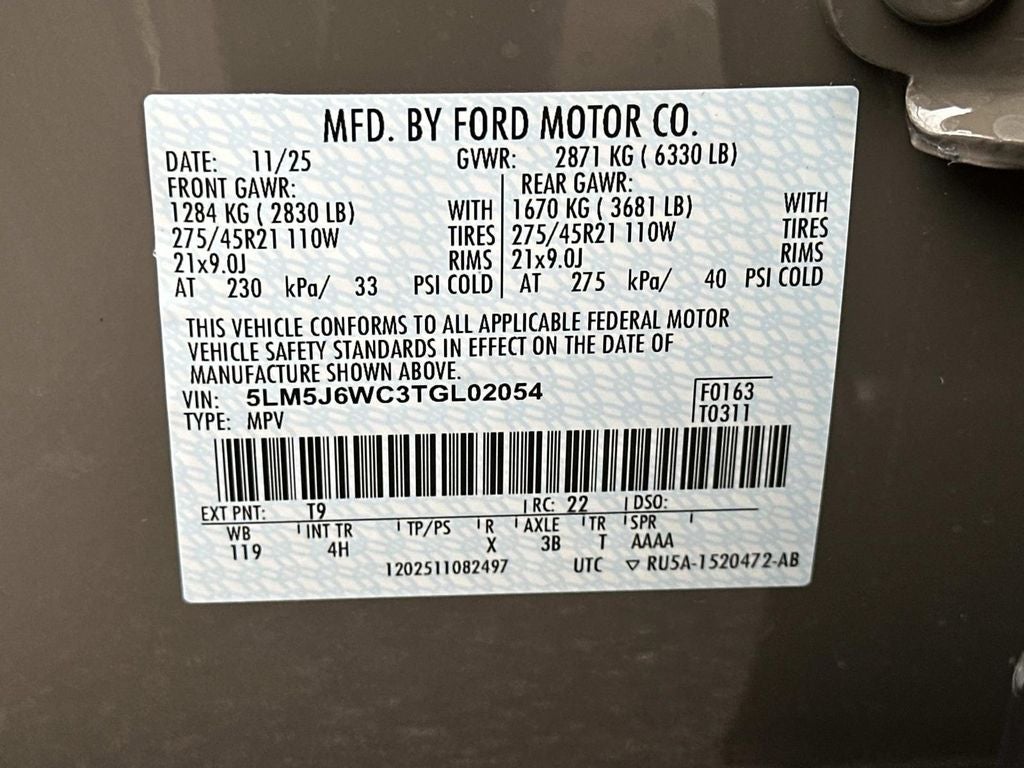 MFD. BY FORD MOTOR CO.
DATE: 11/25 GVWR: 2871 KG ( 6330 LB)
FRONT GAWR: REAR GAWR:
1284 KG ( 2830 LB) WITH 1670 KG ( 3681 LB) WITH
275/45R21 110W TIRES 275/45R21 110W TIRES
21x9.0J RIMS 21x9.0J RIMS
AT 230 kPa/ 33 PSI COLD AT 275 kPa/ 40 PSI COLD
THIS VEHICLE CONFORMS TO ALL APPLICABLE FEDERAL MOTOR
VEHICLE SAFETY STANDARDS IN EFFECT ON THE DATE OF
MANUFACTURE SHOWN ABOVE.
VIN: 5LM5J6WC3TGL02054 F0163
TYPE: MPV T0311
EXT PNT: T9 RC: 22 DSO:
WB INT TR TP/PS R AXLE TR SPR
119 4H X 3B T AAAA
1202511082497 UTC ▽ RU5A-1520472-AB